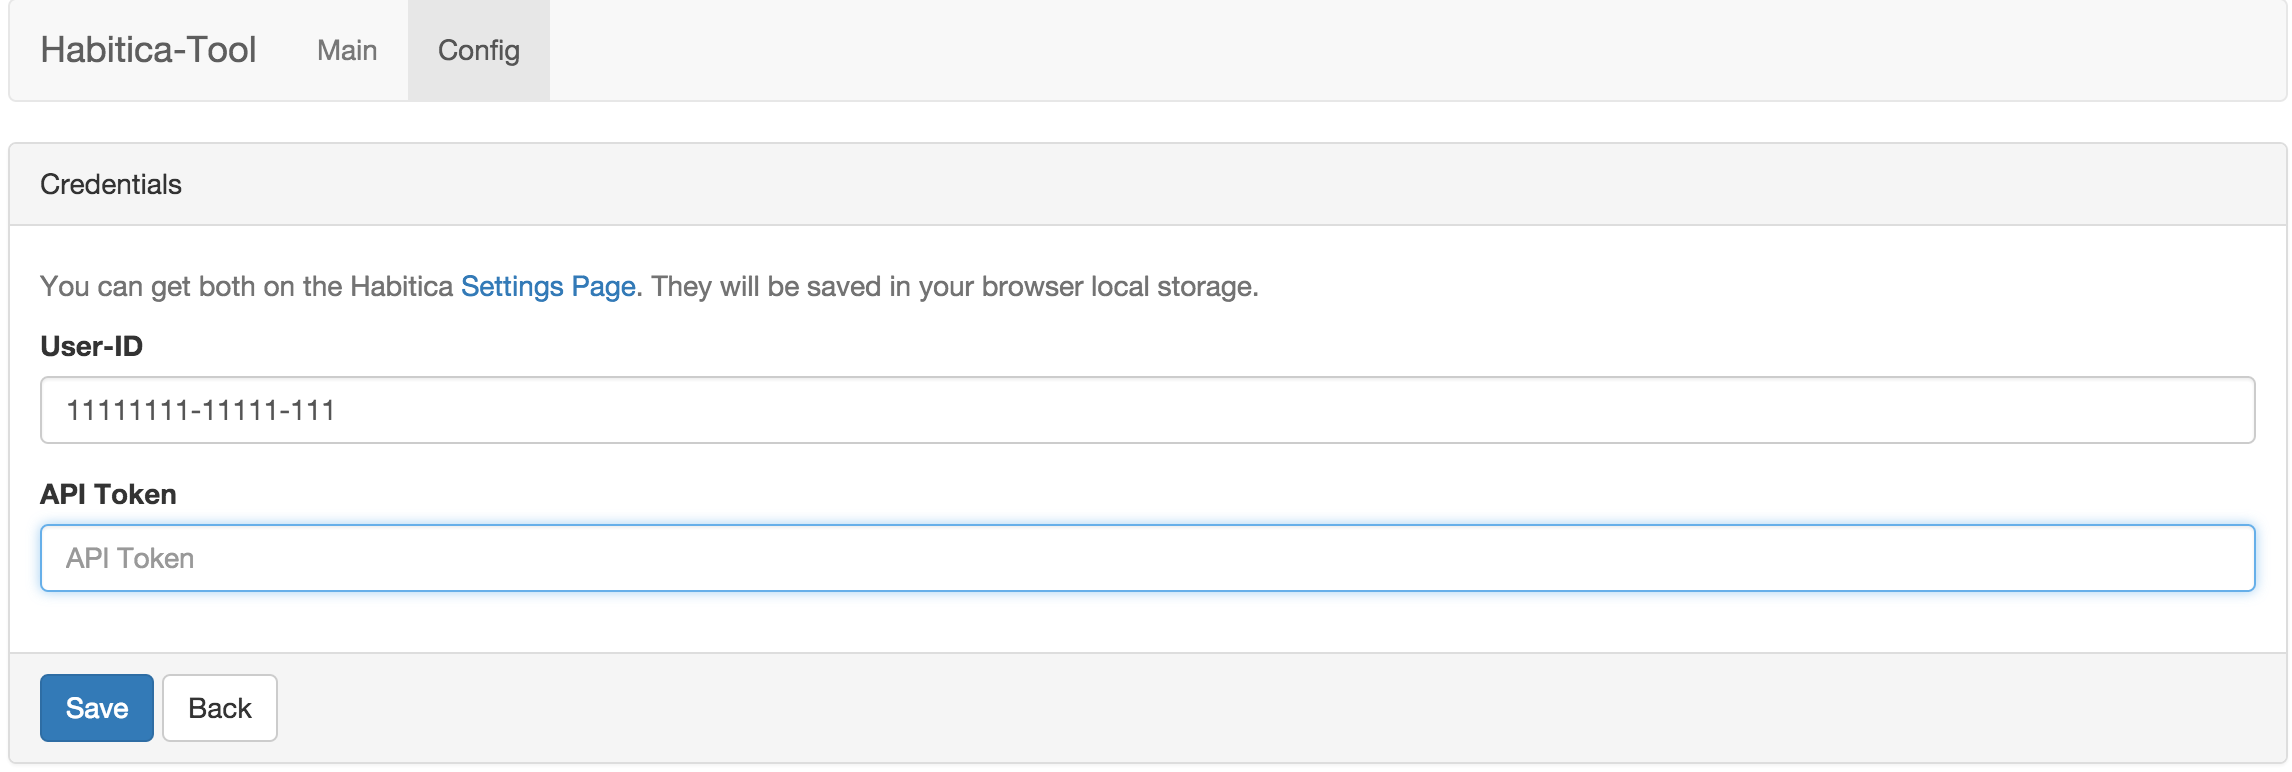 Habitica-Tool Main Config
Credentials
You can get both on the Habitica Settings Page. They will be saved in your browser local storage.
User-ID
11111111-11111-111
API Token
API Token
Save Back